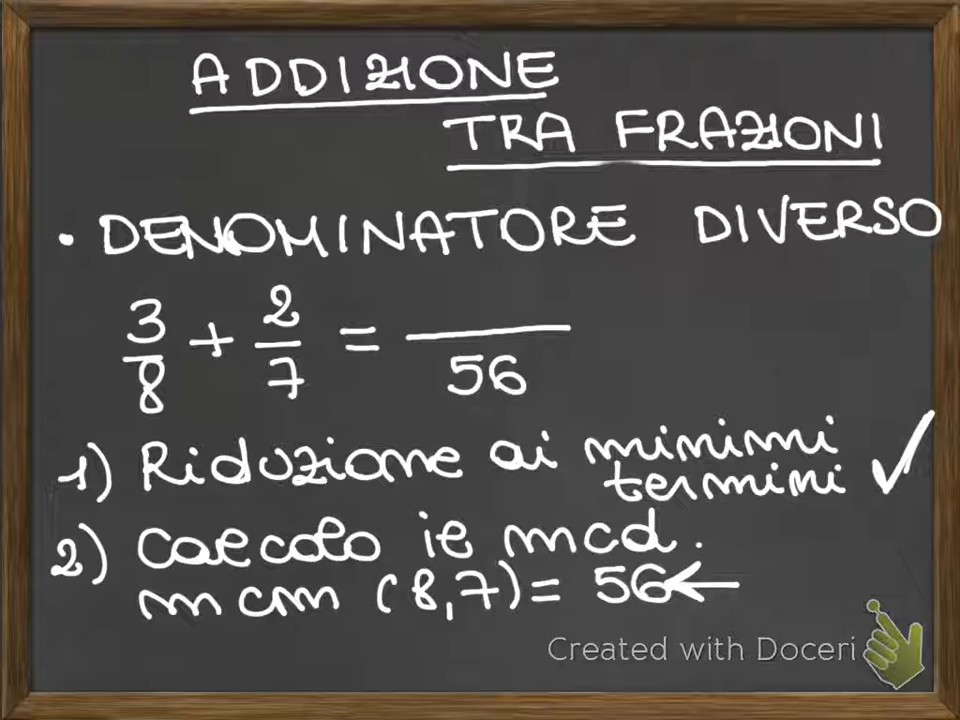 ADDIZIONE
TRA FRAZIONI
• DENOMINATORE DIVERSO
3/8 + 2/7 = /56
1) Riduzione ai minimi termini ✓
2) Calcolo il mcd.
mcm (8,7) = 56 ←
Created with Doceri